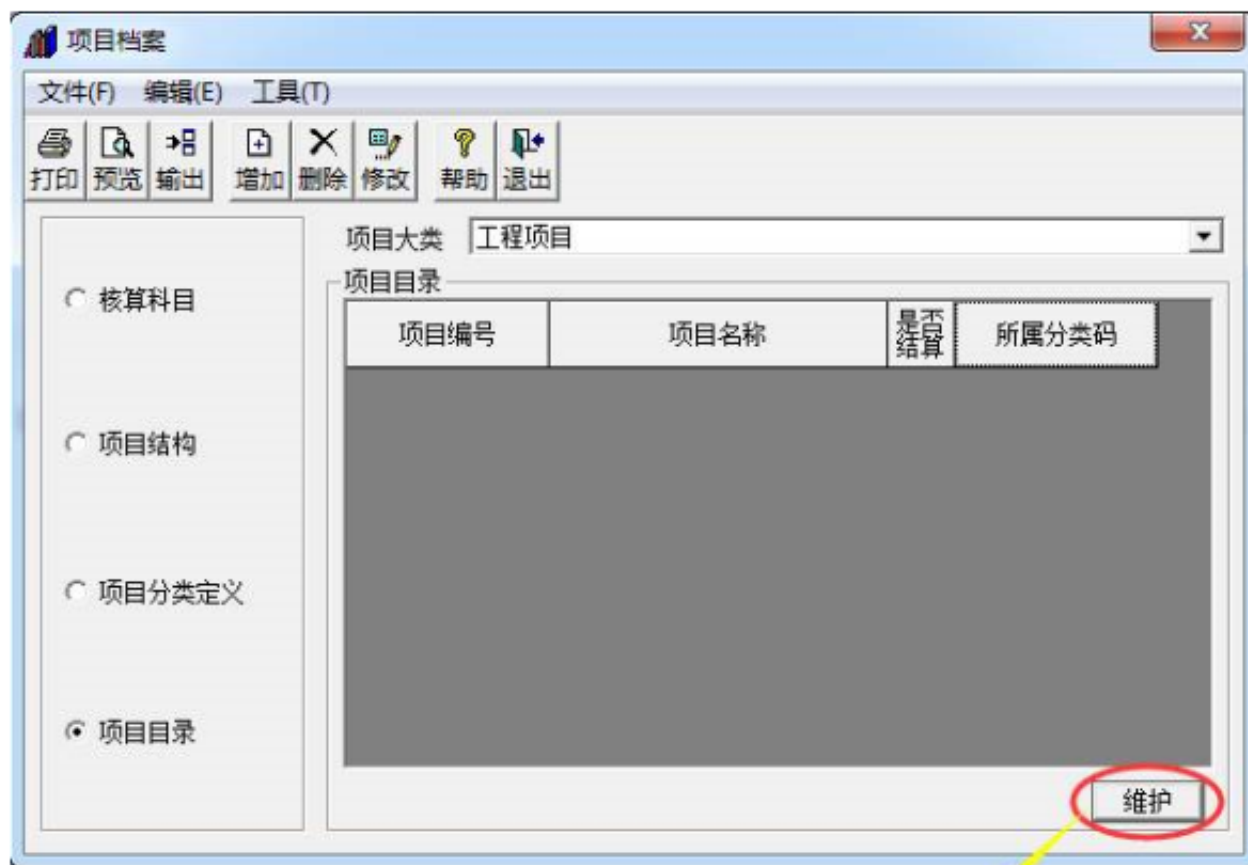 项目档案
文件(F) 编辑(E) 工具(T)
打印 预览 输出 增加 删除 修改 帮助 退出
项目大类 工程项目
项目目录
项目编号 项目名称 是否结算 所属分类码
核算科目
项目结构
项目分类定义
项目目录
维护